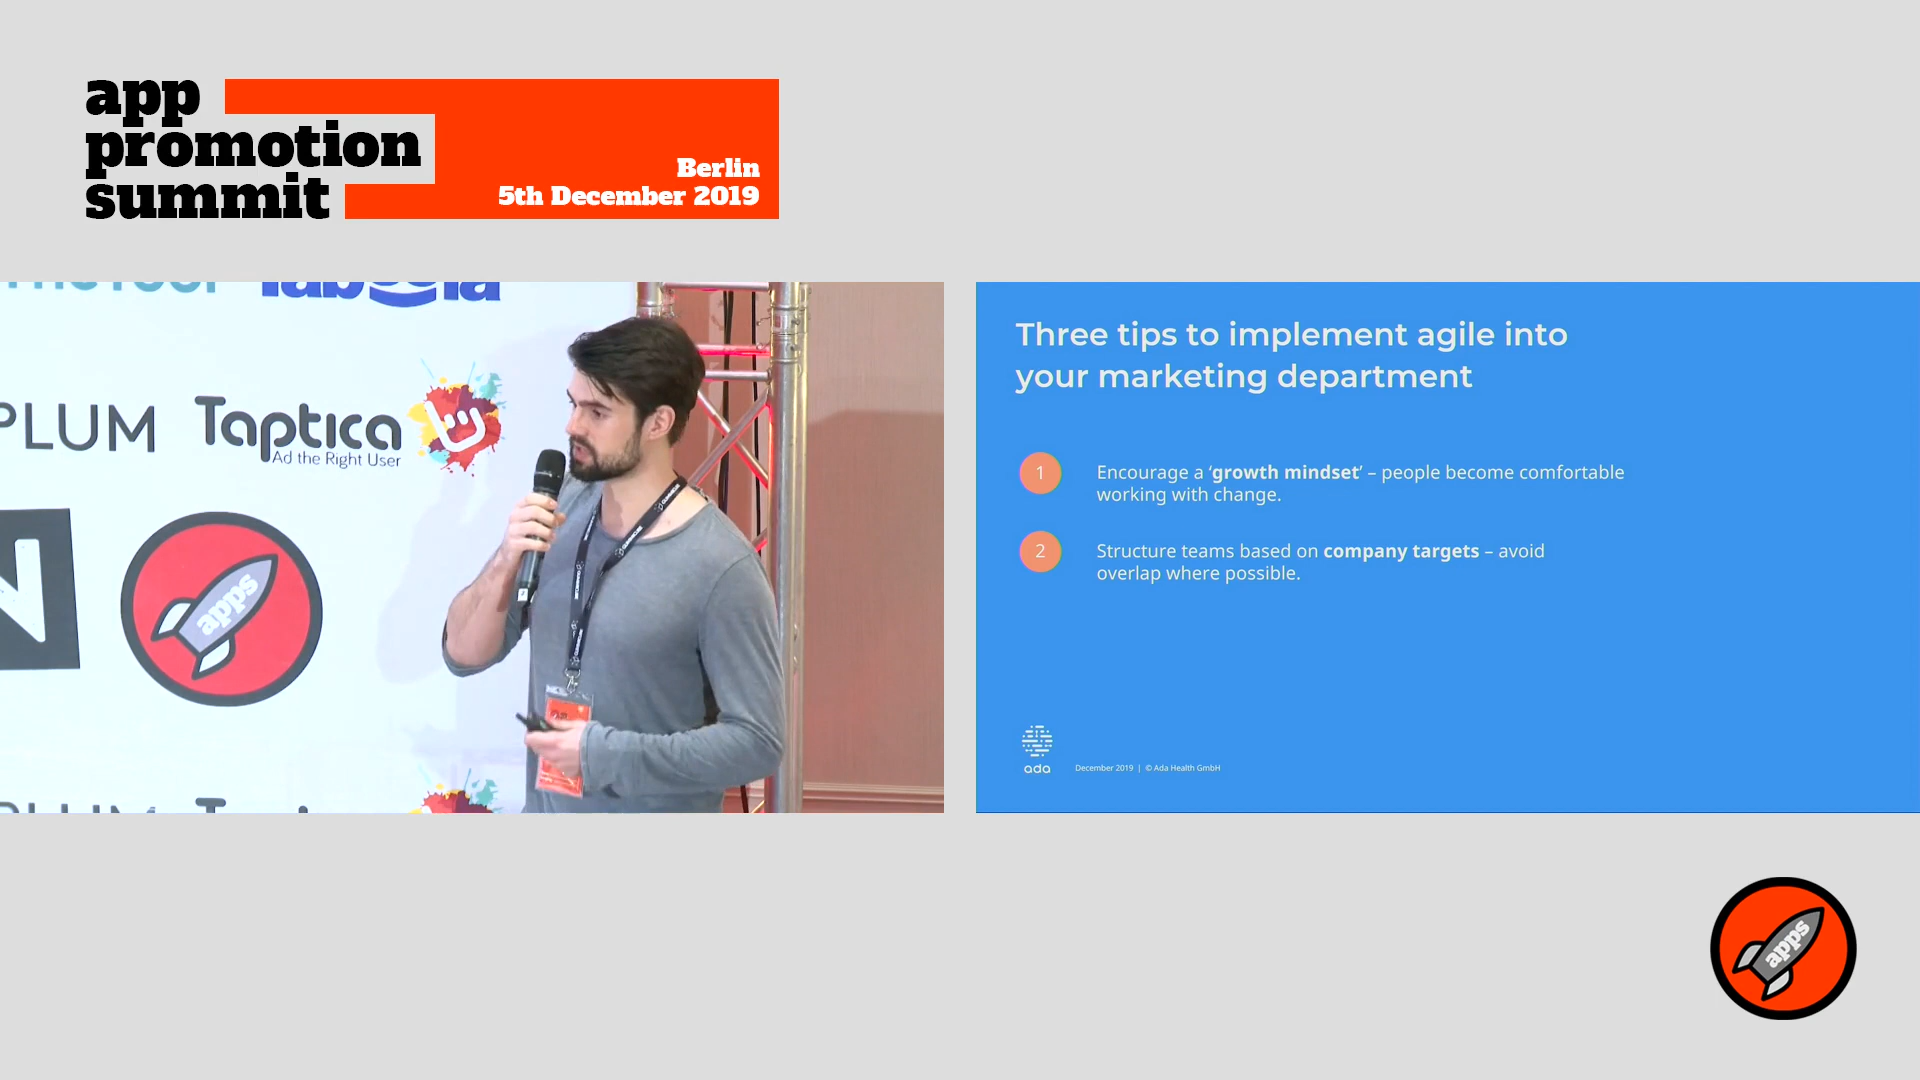 app
promotion
summit
Berlin
5th December 2019
PLUM
Taptica
Ad the Right User
apps
Three tips to implement agile into
your marketing department
1
Encourage a ‘growth mindset’ – people become comfortable
working with change.
2
Structure teams based on company targets – avoid
overlap where possible.
ada
December 2019 | © Ada Health GmbH
apps